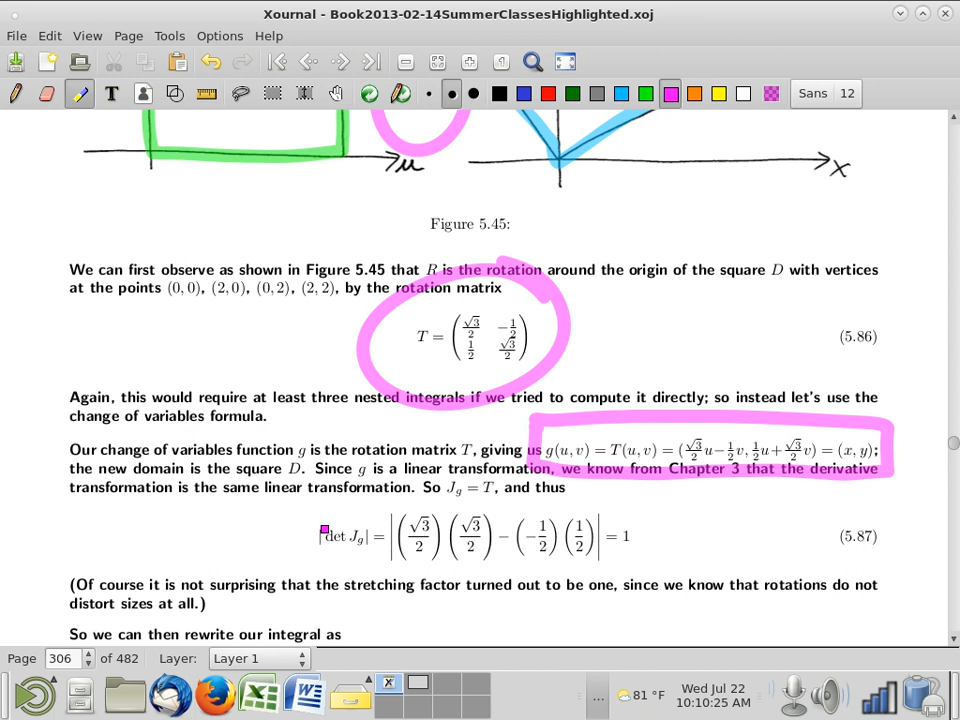 Xournal - Book2013-02-14SummerClassesHighlighted.xoj
File Edit View Page Tools Options Help
T
Sans 12
u
x
Figure 5.45:
We can first observe as shown in Figure 5.45 that R is the rotation around the origin of the square D with vertices
at the points (0,0), (2,0), (0,2), (2,2), by the rotation matrix
T = (√3/2 −1/2
1/2 √3/2) (5.86)
Again, this would require at least three nested integrals if we tried to compute it directly; so instead let's use the
change of variables formula.
Our change of variables function g is the rotation matrix T, giving us g(u,v) = T(u,v) = (√3/2 u−1/2 v, 1/2 u+√3/2 v) = (x,y);
the new domain is the square D. Since g is a linear transformation, we know from Chapter 3 that the derivative
transformation is the same linear transformation. So J_g = T, and thus
|det J_g| = |(√3/2)(√3/2) − (−1/2)(1/2)| = 1 (5.87)
(Of course it is not surprising that the stretching factor turned out to be one, since we know that rotations do not
distort sizes at all.)
So we can then rewrite our integral as
Page 306 of 482 Layer: Layer 1
... 81 °F Wed Jul 22
10:10:25 AM